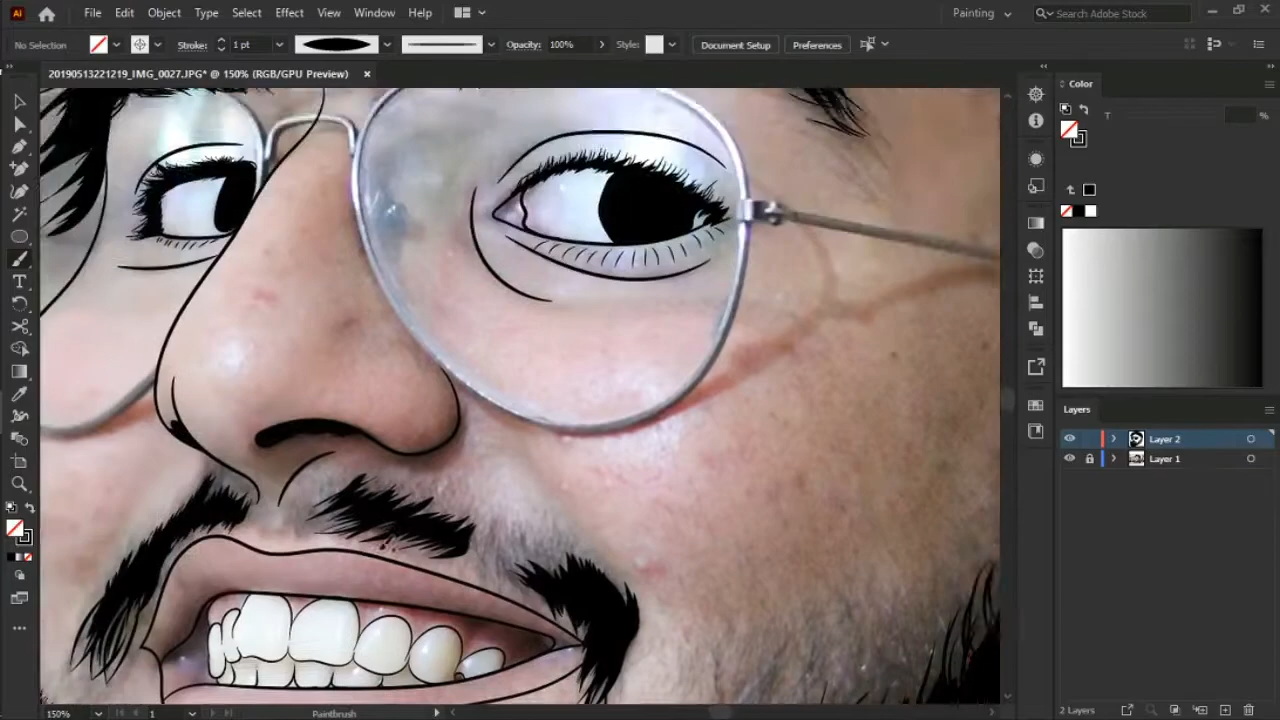 Ai File Edit Object Type Select Effect View Window Help Painting Search Adobe Stock
No Selection Stroke: 1 pt Opacity: 100% Style: Document Setup Preferences
20190513221219_IMG_0027.JPG* @ 150% (RGB/GPU Preview) ×
Color
T %
Layers
Layer 2
Layer 1
2 Layers
150% 1 Paintbrush